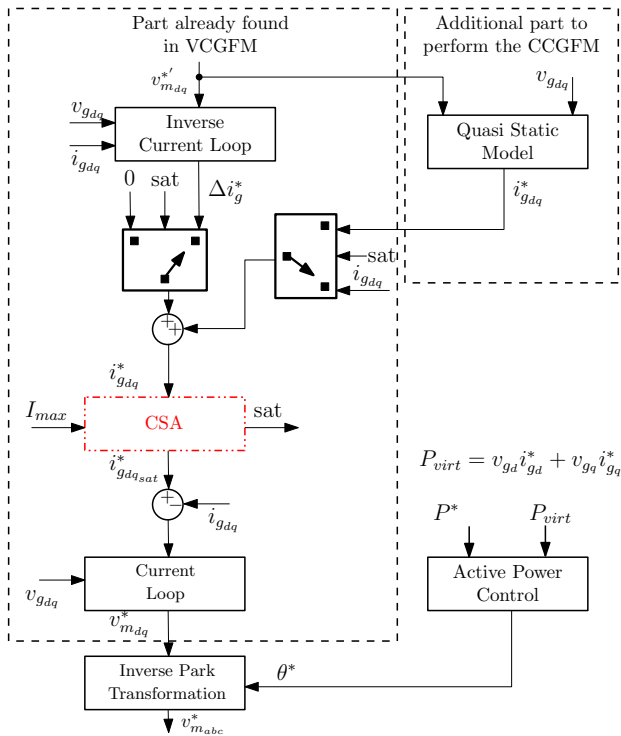 Part already found
in VCGFM
Additional part to
perform the CCGFM
v*′_{m_{dq}}
v_{g_{dq}}
v_{g_{dq}}
i_{g_{dq}}
Inverse
Current Loop
Quasi Static
Model
0
sat
Δi*_g
i*_{g_{dq}}
sat
i_{g_{dq}}
+
+
i*_{g_{dq}}
I_{max}
CSA
sat
i*_{g_{dq_{sat}}}
P_{virt} = v_{g_d} i*_{g_d} + v_{g_q} i*_{g_q}
+
−
i_{g_{dq}}
P*
P_{virt}
v_{g_{dq}}
Current
Loop
Active Power
Control
v*_{m_{dq}}
Inverse Park
Transformation
θ*
v*_{m_{abc}}